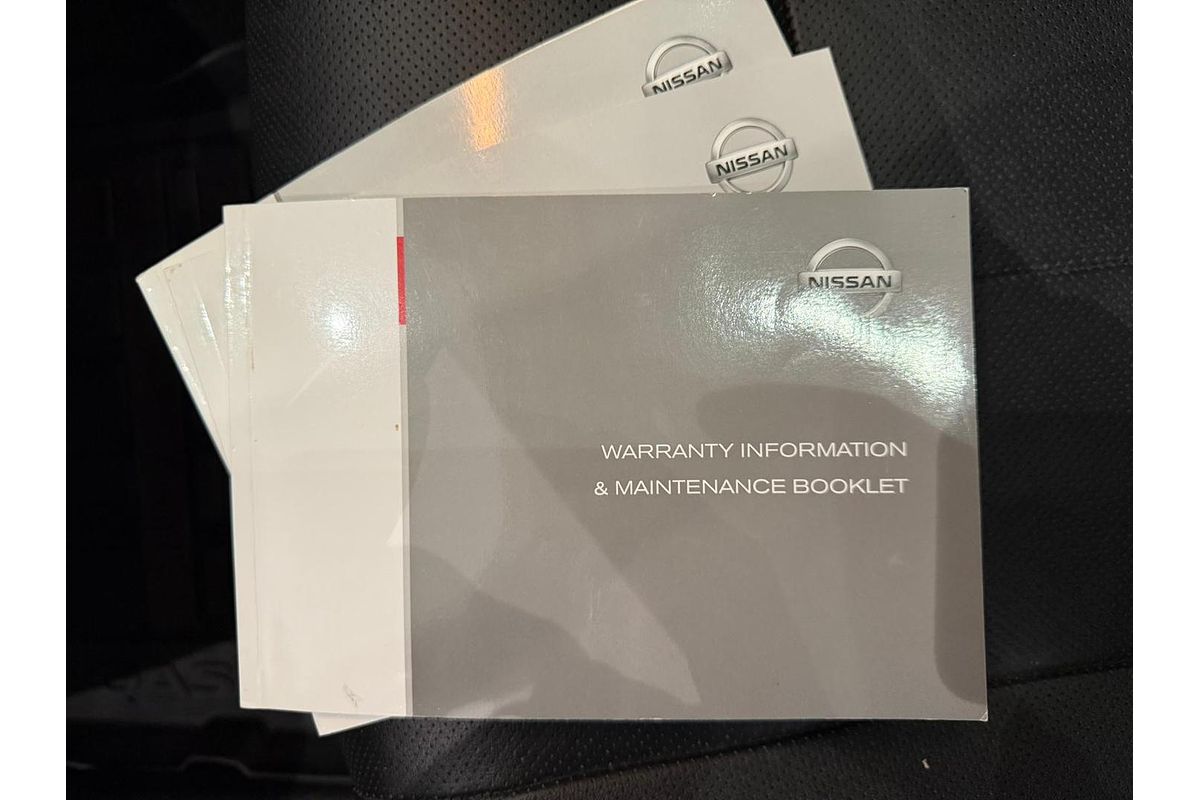 NISSAN
NISSAN
NISSAN
WARRANTY INFORMATION
& MAINTENANCE BOOKLET